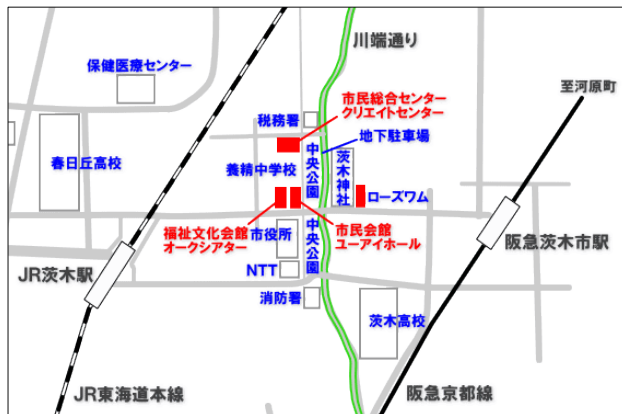 川端通り
保健医療センター
至河原町
市民総合センター
クリエイトセンター
税務署
地下駐車場
春日丘高校
養精中学校
中央公園
茨木神社
ローズワム
福祉文化会館
オークシアター
市役所
中央公園
市民会館
ユーアイホール
阪急茨木市駅
JR茨木駅
NTT
消防署
茨木高校
JR東海道本線
阪急京都線